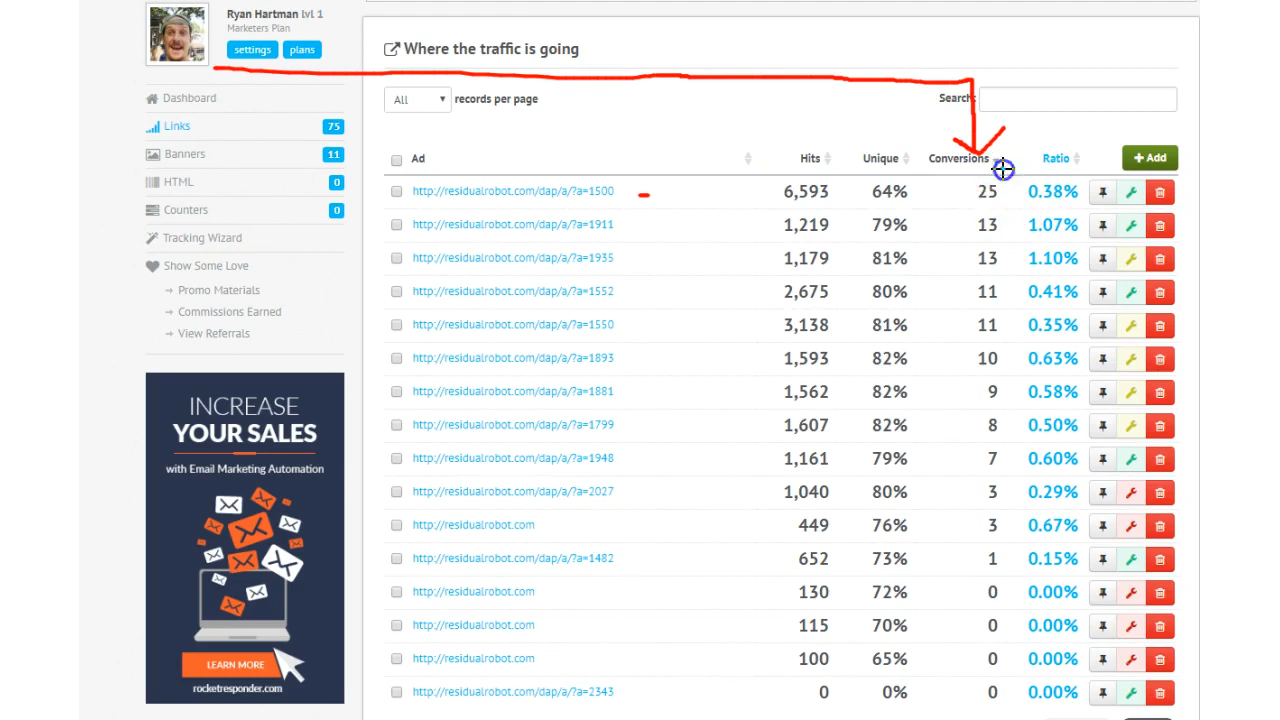 Ryan Hartman lvl 1
Marketers Plan
settings plans
Dashboard
Links 75
Banners 11
HTML 0
Counters 0
Tracking Wizard
Show Some Love
→ Promo Materials
→ Commissions Earned
→ View Referrals
INCREASE
YOUR SALES
with Email Marketing Automation
LEARN MORE
rocketresponder.com
Where the traffic is going
All records per page Search:
Ad Hits Unique Conversions Ratio + Add
http://residualrobot.com/dap/a/?a=1500 6,593 64% 25 0.38%
http://residualrobot.com/dap/a/?a=1911 1,219 79% 13 1.07%
http://residualrobot.com/dap/a/?a=1935 1,179 81% 13 1.10%
http://residualrobot.com/dap/a/?a=1552 2,675 80% 11 0.41%
http://residualrobot.com/dap/a/?a=1550 3,138 81% 11 0.35%
http://residualrobot.com/dap/a/?a=1893 1,593 82% 10 0.63%
http://residualrobot.com/dap/a/?a=1881 1,562 82% 9 0.58%
http://residualrobot.com/dap/a/?a=1799 1,607 82% 8 0.50%
http://residualrobot.com/dap/a/?a=1948 1,161 79% 7 0.60%
http://residualrobot.com/dap/a/?a=2027 1,040 80% 3 0.29%
http://residualrobot.com 449 76% 3 0.67%
http://residualrobot.com/dap/a/?a=1482 652 73% 1 0.15%
http://residualrobot.com 130 72% 0 0.00%
http://residualrobot.com 115 70% 0 0.00%
http://residualrobot.com 100 65% 0 0.00%
http://residualrobot.com/dap/a/?a=2343 0 0% 0 0.00%